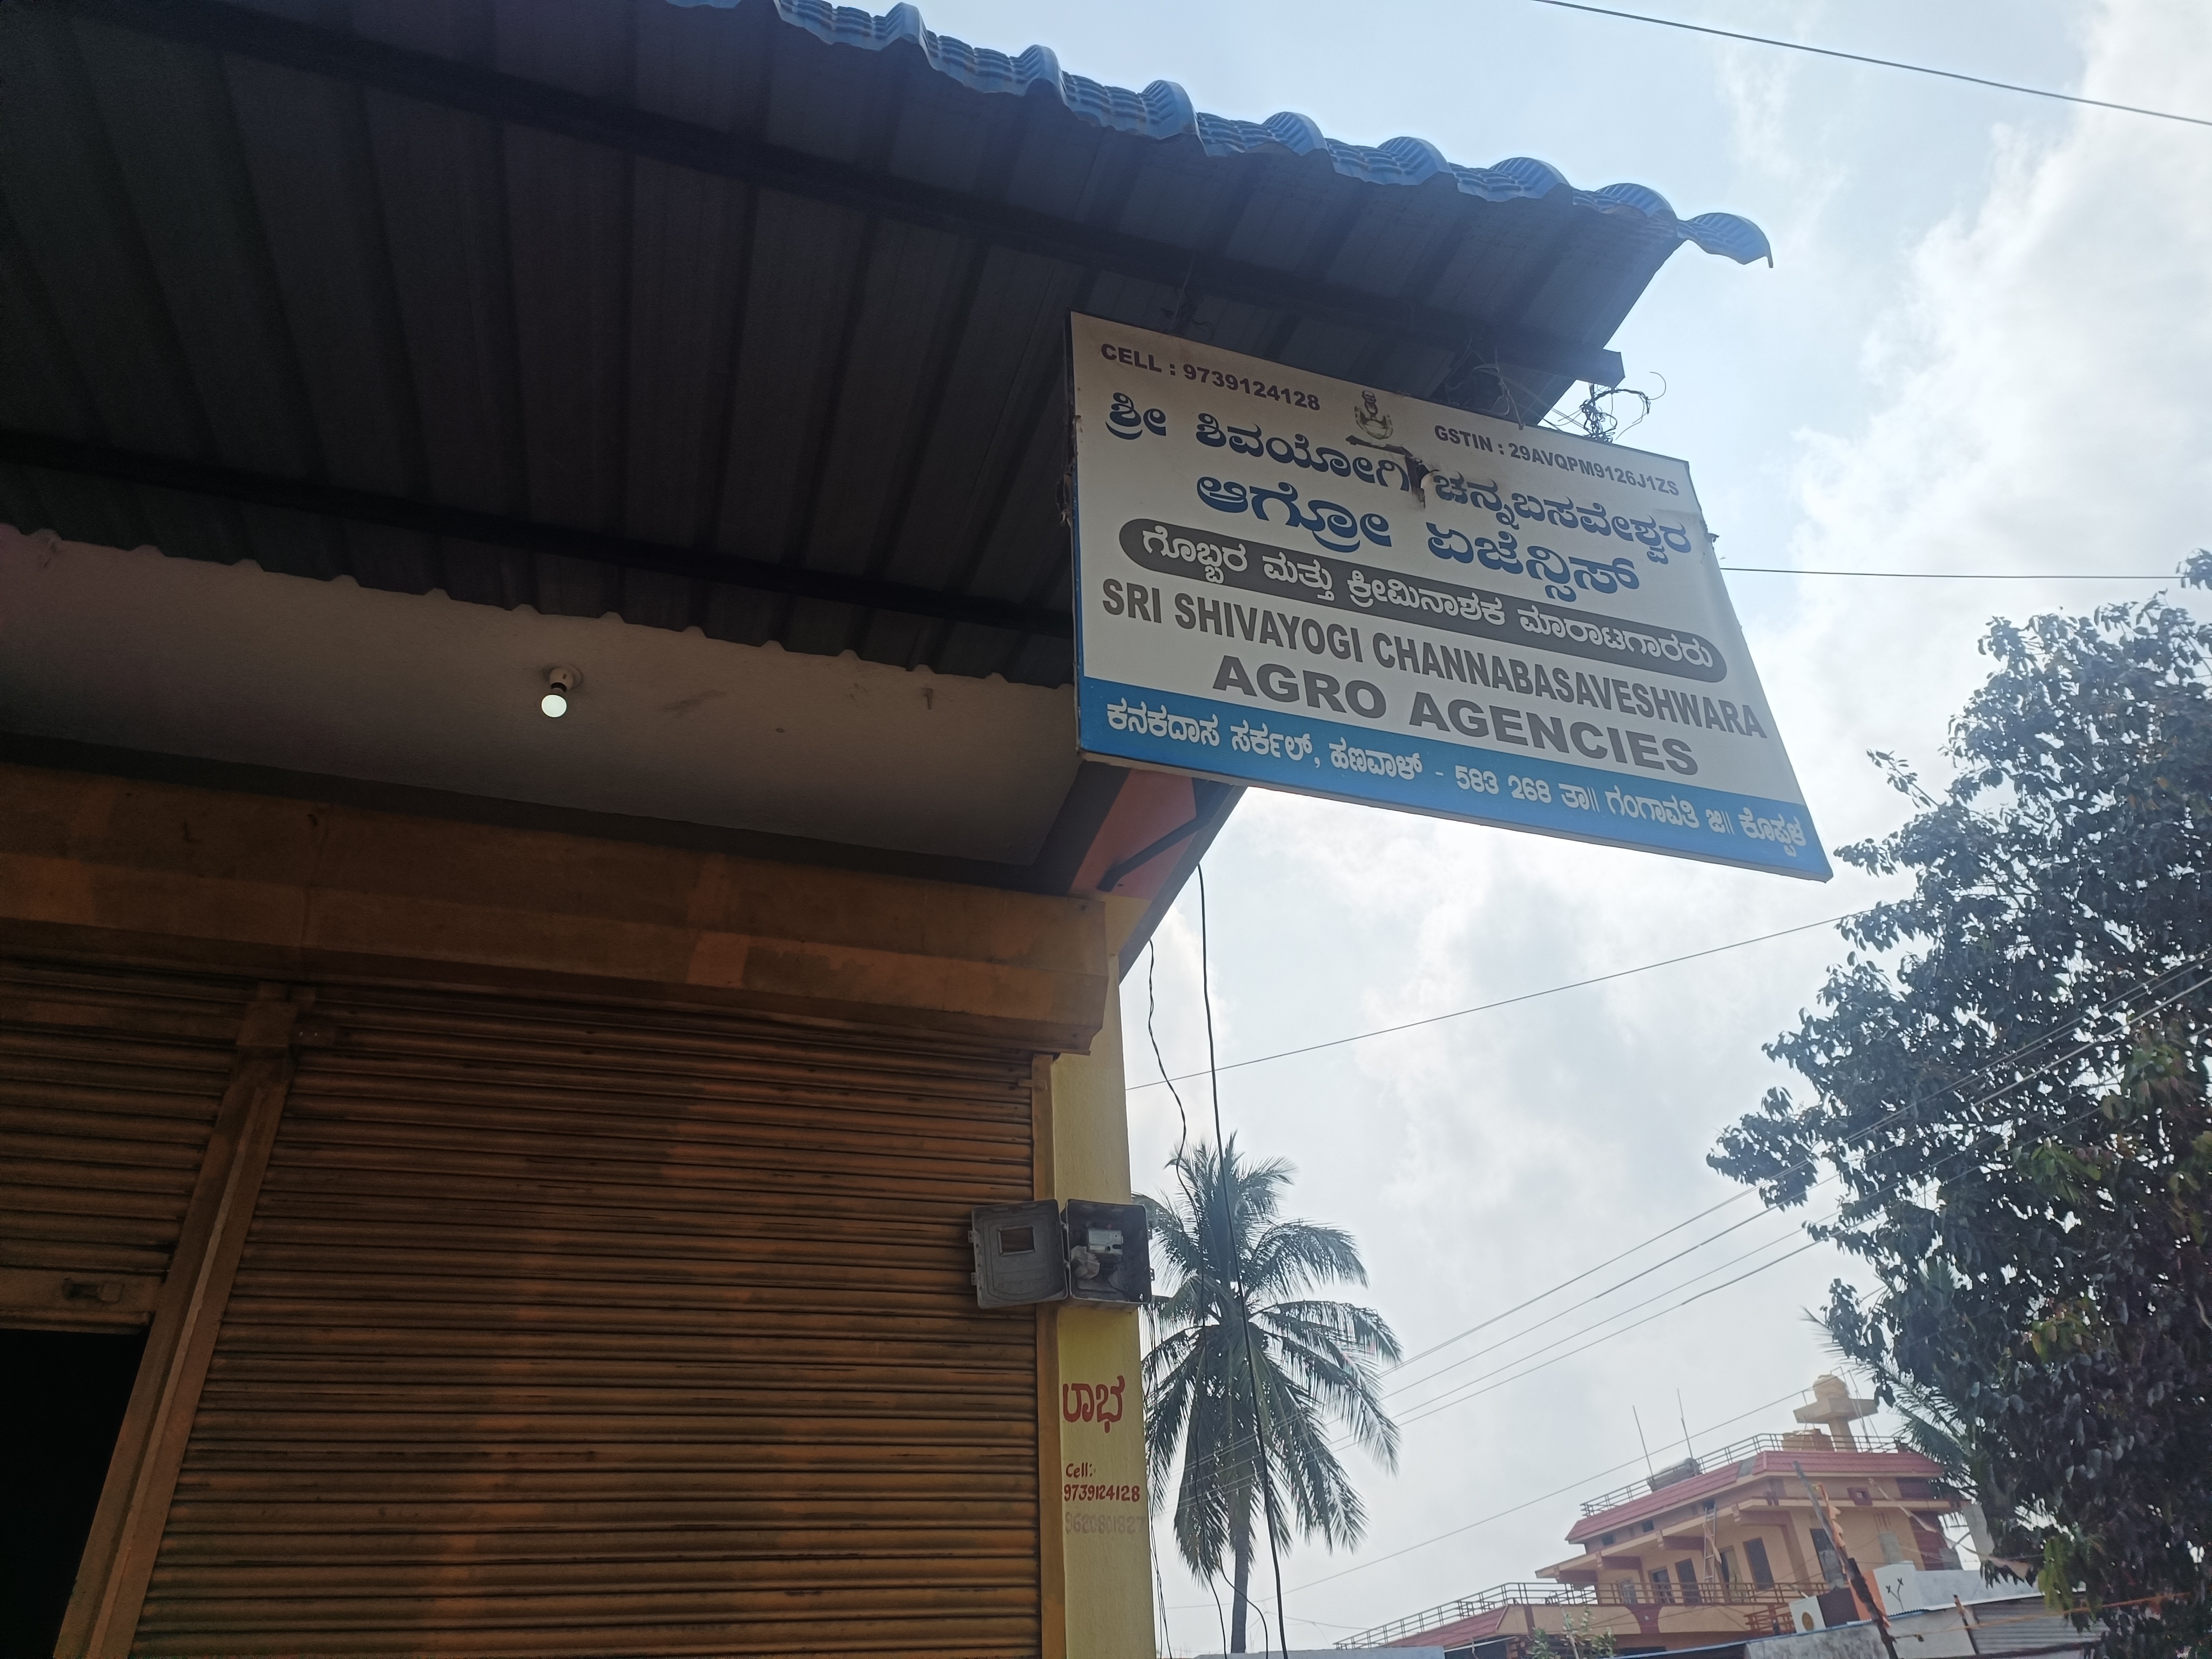 CELL : 9739124128
GSTIN : 29AVQPM9126J1ZS
ಶ್ರೀ ಶಿವಯೋಗಿ ಚನ್ನಬಸವೇಶ್ವರ
ಆಗ್ರೋ ಏಜೆನ್ಸಿಸ್
ಗೊಬ್ಬರ ಮತ್ತು ಕ್ರೀಮಿನಾಶಕ ಮಾರಾಟಗಾರರು
SRI SHIVAYOGI CHANNABASAVESHWARA
AGRO AGENCIES
ಕನಕದಾಸ ಸರ್ಕಲ್, ಹಣವಾಳ್ - 583 268 ತಾ|| ಗಂಗಾವತಿ ಜಿ|| ಕೊಪ್ಪಳ
ಲಾಭ
Cell:-
9739124128